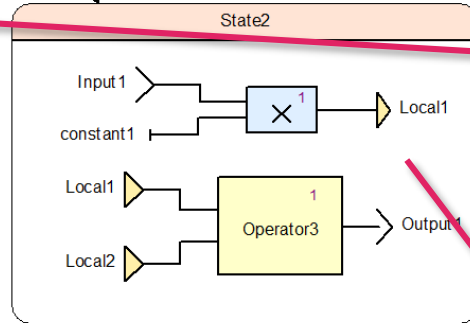 State2
Input1
1
×
Local1
constant1
Local1
1
Operator3
Output1
Local2